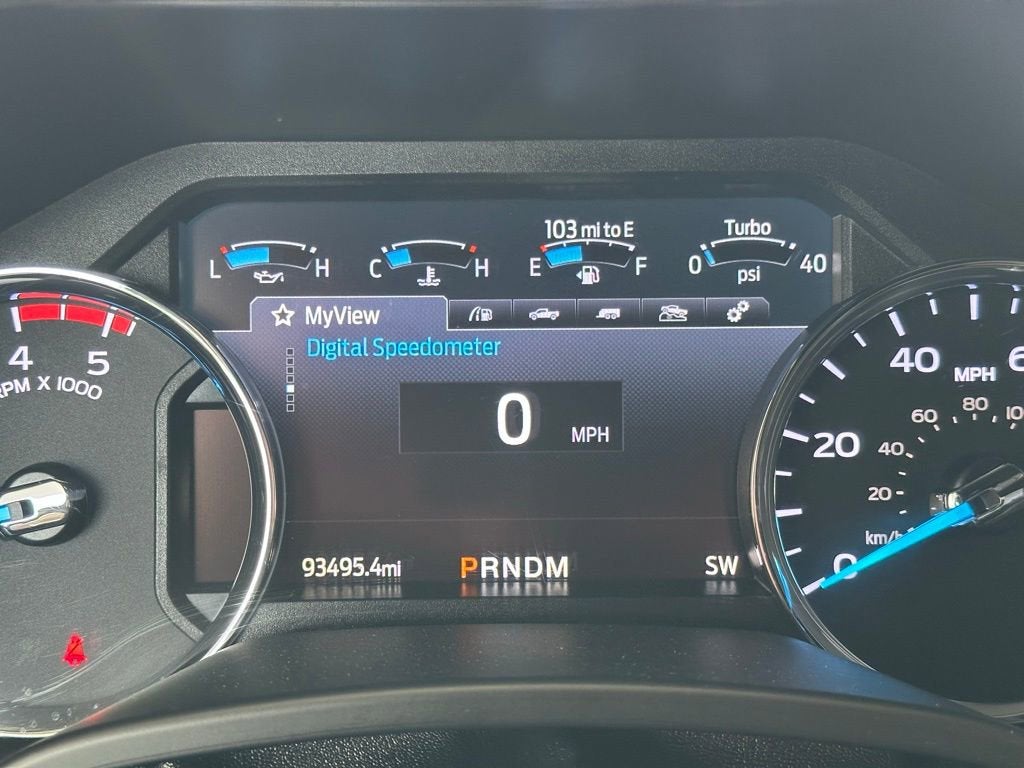 103 mi to E
Turbo
L H
C H
E F
0 40
psi
MyView
Digital Speedometer
0 MPH
93495.4mi
PRNDM
SW
4 5
RPM X 1000
0 20 40
MPH
20 40 60 80
km/h
0